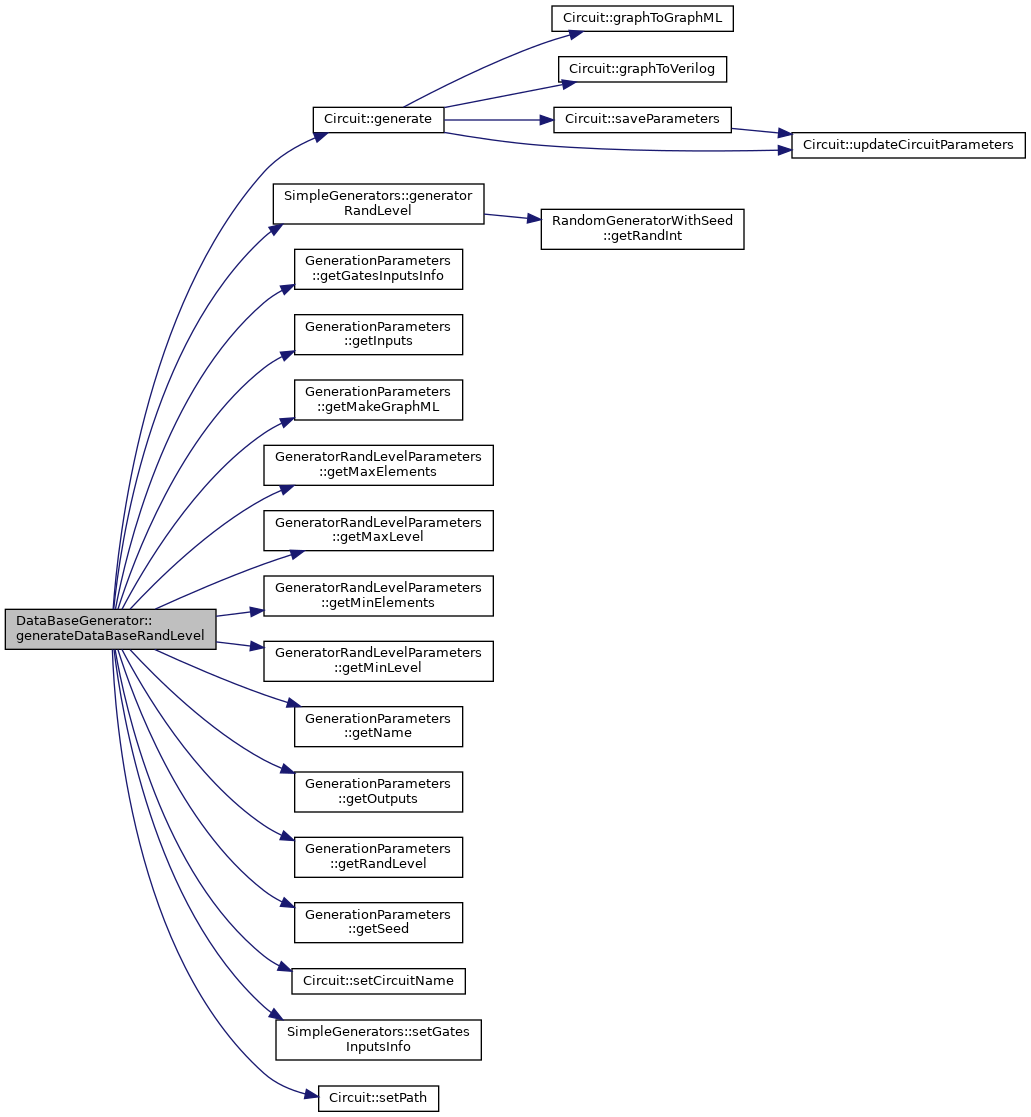 Circuit::graphToGraphML
Circuit::graphToVerilog
Circuit::generate
Circuit::saveParameters
Circuit::updateCircuitParameters
SimpleGenerators::generator
RandLevel
RandomGeneratorWithSeed
::getRandInt
GenerationParameters
::getGatesInputsInfo
GenerationParameters
::getInputs
GenerationParameters
::getMakeGraphML
GeneratorRandLevelParameters
::getMaxElements
GeneratorRandLevelParameters
::getMaxLevel
GeneratorRandLevelParameters
::getMinElements
DataBaseGenerator::
generateDataBaseRandLevel
GeneratorRandLevelParameters
::getMinLevel
GenerationParameters
::getName
GenerationParameters
::getOutputs
GenerationParameters
::getRandLevel
GenerationParameters
::getSeed
Circuit::setCircuitName
SimpleGenerators::setGates
InputsInfo
Circuit::setPath